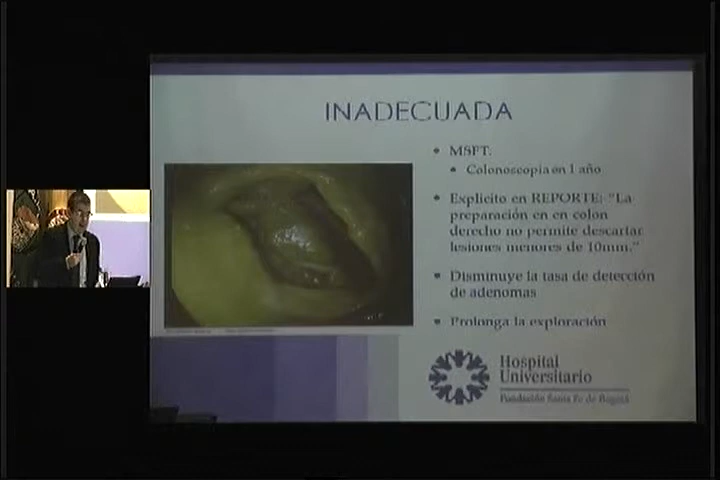 INADECUADA
MSFT.
Colonoscopia en 1 año
Explicito en REPORTE: "La
preparación en en colon
derecho no permite descartar
lesiones menores de 10mm."
Disminuye la tasa de detección
de adenomas
Prolonga la exploración
Hospital
Universitario
Fundación Santa Fe de Bogotá